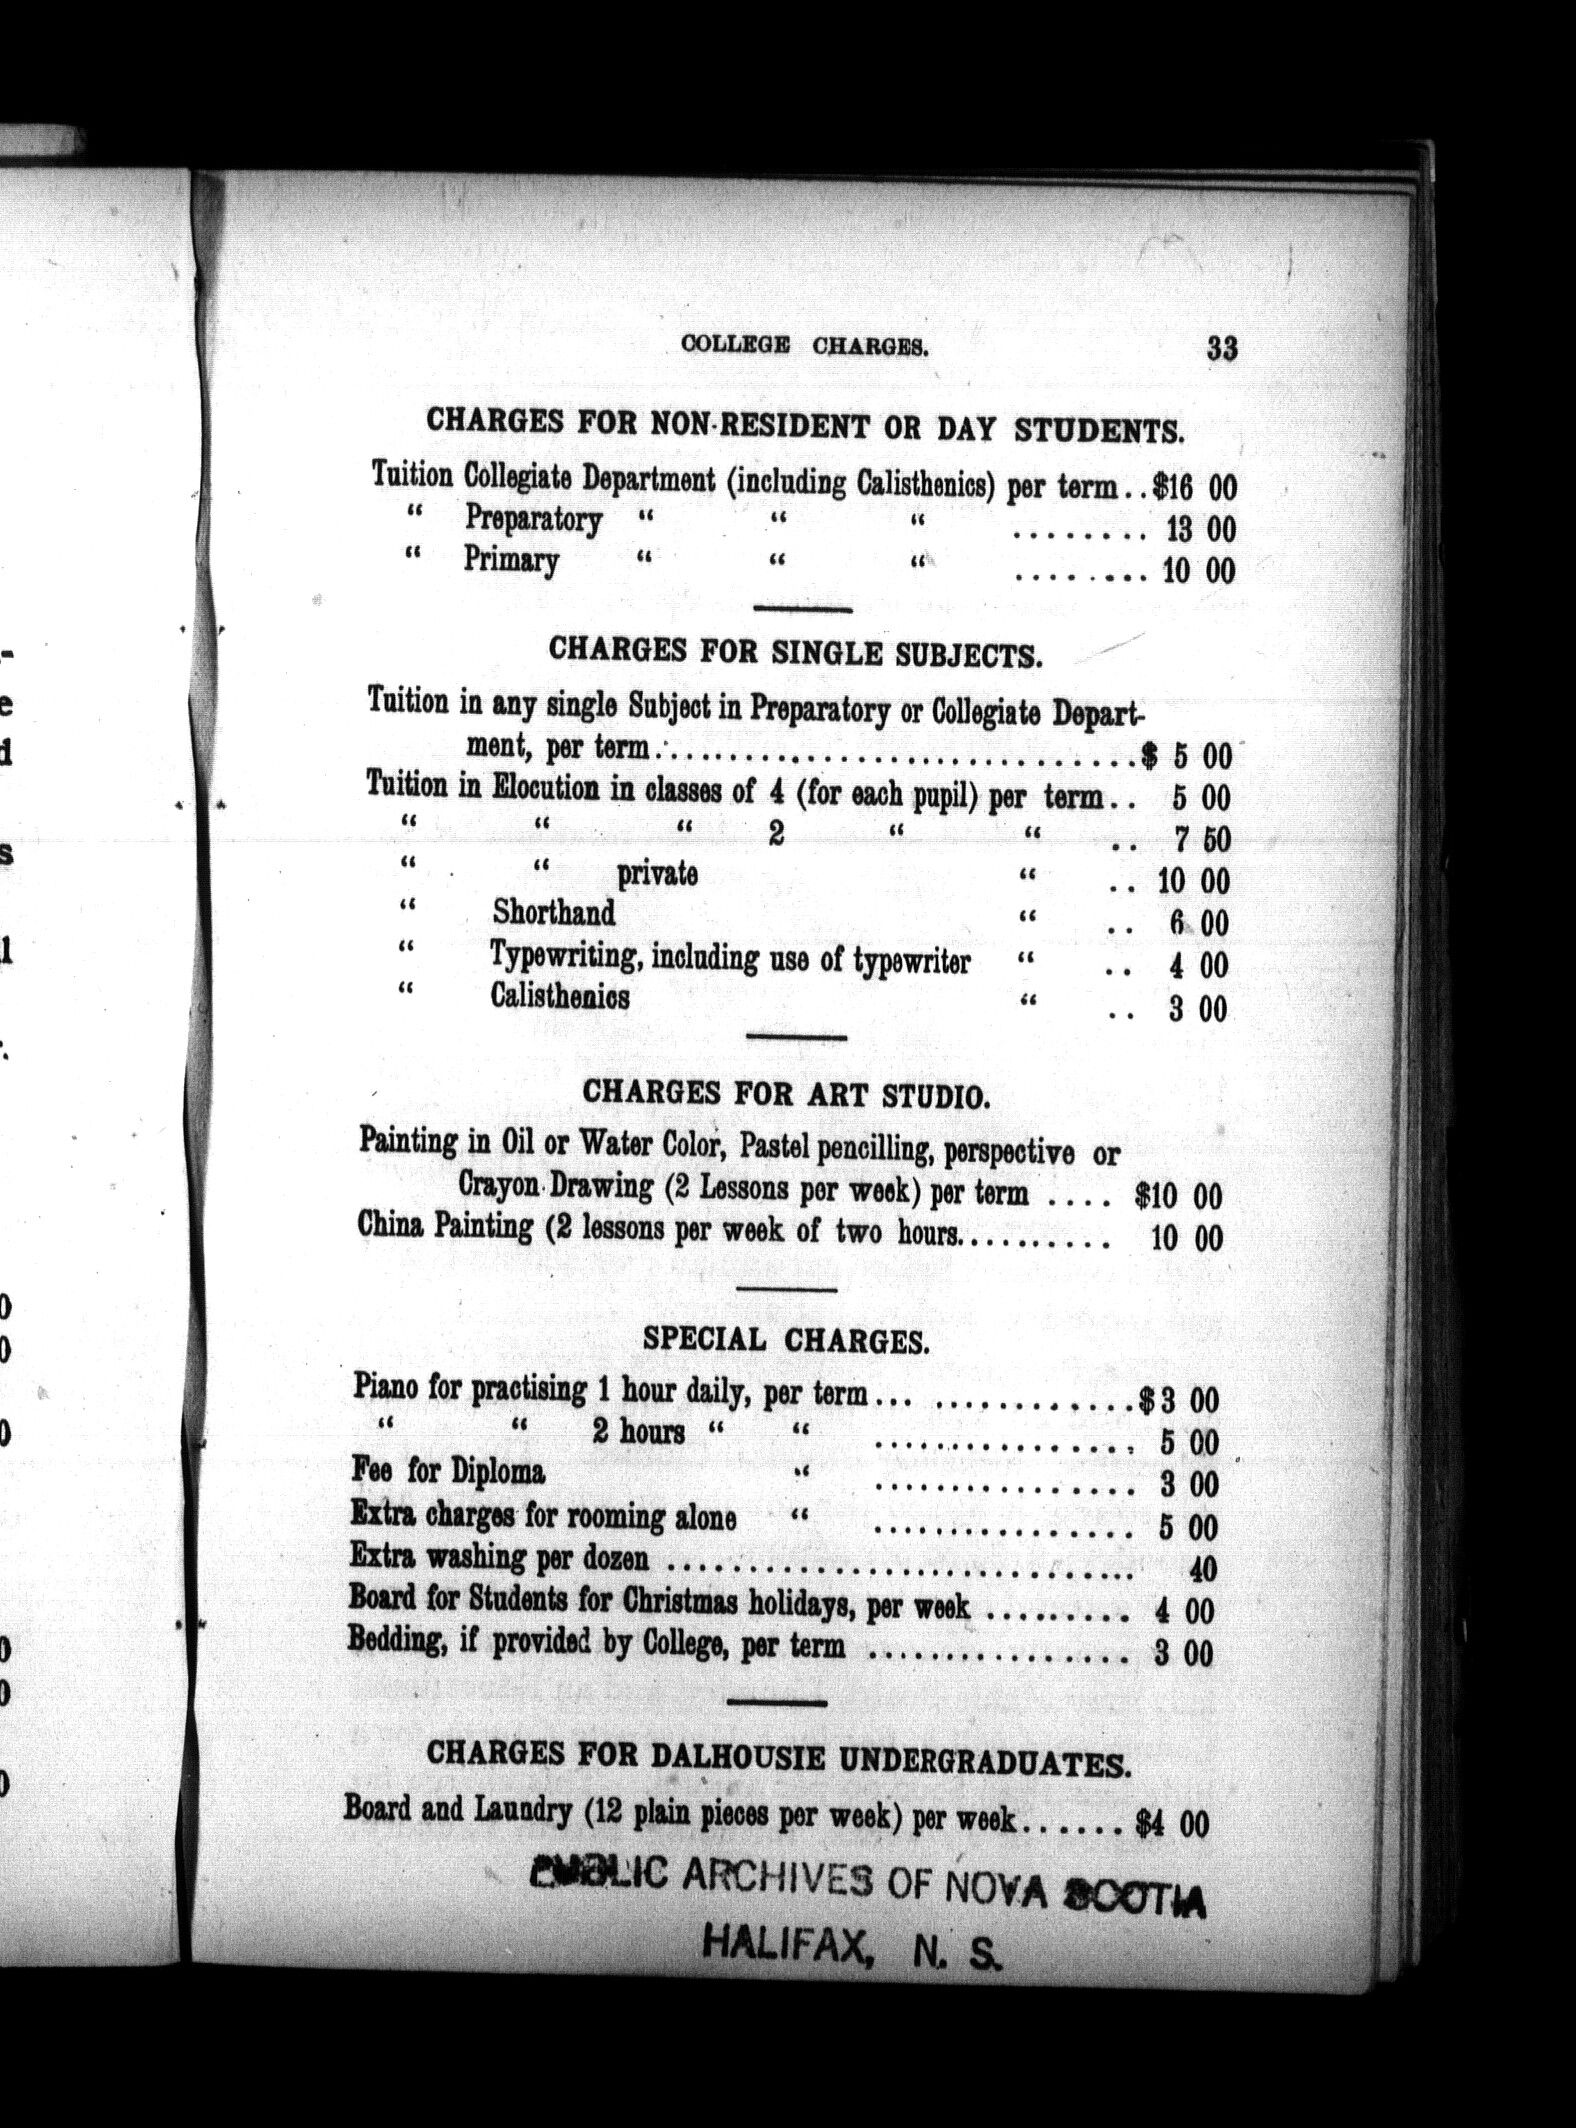 COLLEGE CHARGES. 33
CHARGES FOR NON-RESIDENT OR DAY STUDENTS.
Tuition Collegiate Department (including Calisthenics) per term..$16 00
“ Preparatory “ “ “ ........ 13 00
“ Primary “ “ “ ........ 10 00
CHARGES FOR SINGLE SUBJECTS.
Tuition in any single Subject in Preparatory or Collegiate Depart-
ment, per term................................$ 5 00
Tuition in Elocution in classes of 4 (for each pupil) per term.. 5 00
“ “ “ 2 “ “ .. 7 50
“ “ private “ .. 10 00
“ Shorthand “ .. 6 00
“ Typewriting, including use of typewriter “ .. 4 00
“ Calisthenics “ .. 3 00
CHARGES FOR ART STUDIO.
Painting in Oil or Water Color, Pastel pencilling, perspective or
Crayon Drawing (2 Lessons per week) per term .... $10 00
China Painting (2 lessons per week of two hours.......... 10 00
SPECIAL CHARGES.
Piano for practising 1 hour daily, per term... .............$3 00
“ “ 2 hours “ “ ................ 5 00
Fee for Diploma “ ................ 3 00
Extra charges for rooming alone “ ................ 5 00
Extra washing per dozen ............................. 40
Board for Students for Christmas holidays, per week ......... 4 00
Bedding, if provided by College, per term ................ 3 00
CHARGES FOR DALHOUSIE UNDERGRADUATES.
Board and Laundry (12 plain pieces per week) per week...... $4 00
PUBLIC ARCHIVES OF NOVA SCOTIA
HALIFAX, N. S.